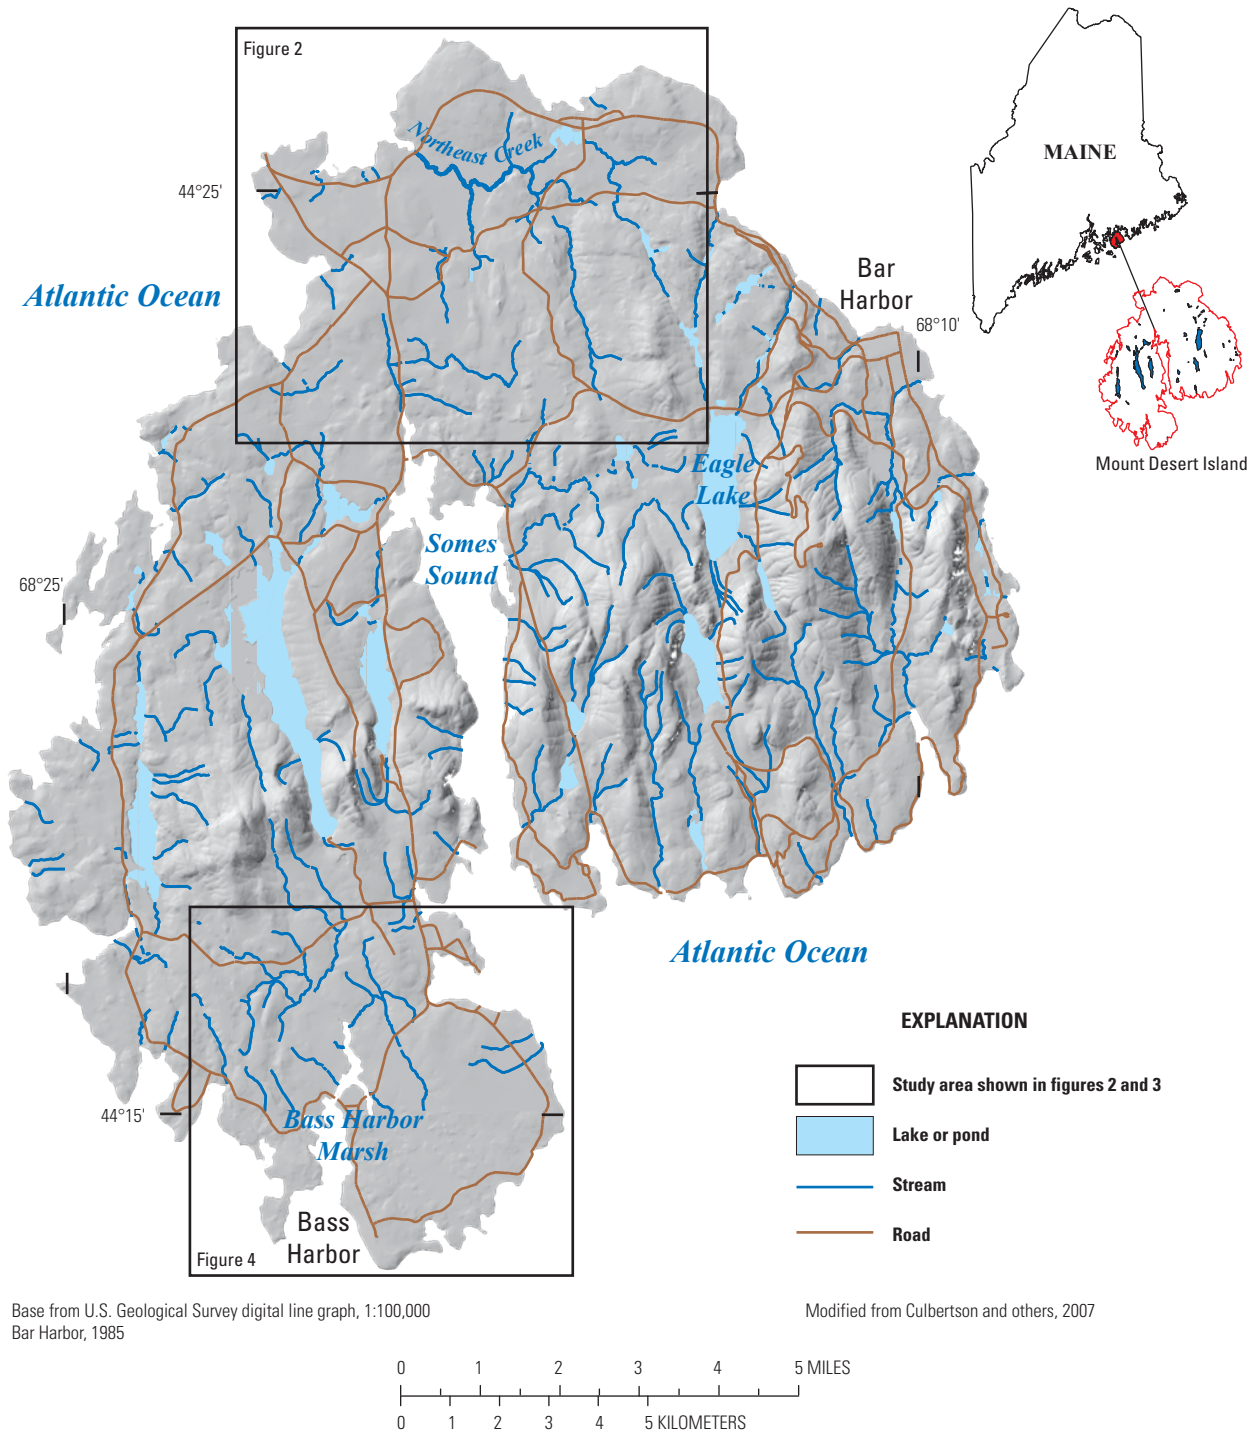 Figure 2
Northeast Creek
MAINE
44°25'
Atlantic Ocean
Bar
Harbor
68°10'
Mount Desert Island
Eagle
Lake
Somes
Sound
68°25'
Atlantic Ocean
EXPLANATION
Study area shown in figures 2 and 3
Lake or pond
Stream
Road
44°15'
Bass Harbor
Marsh
Bass
Harbor
Figure 4
Base from U.S. Geological Survey digital line graph, 1:100,000
Bar Harbor, 1985
Modified from Culbertson and others, 2007
0 1 2 3 4 5 MILES
0 1 2 3 4 5 KILOMETERS